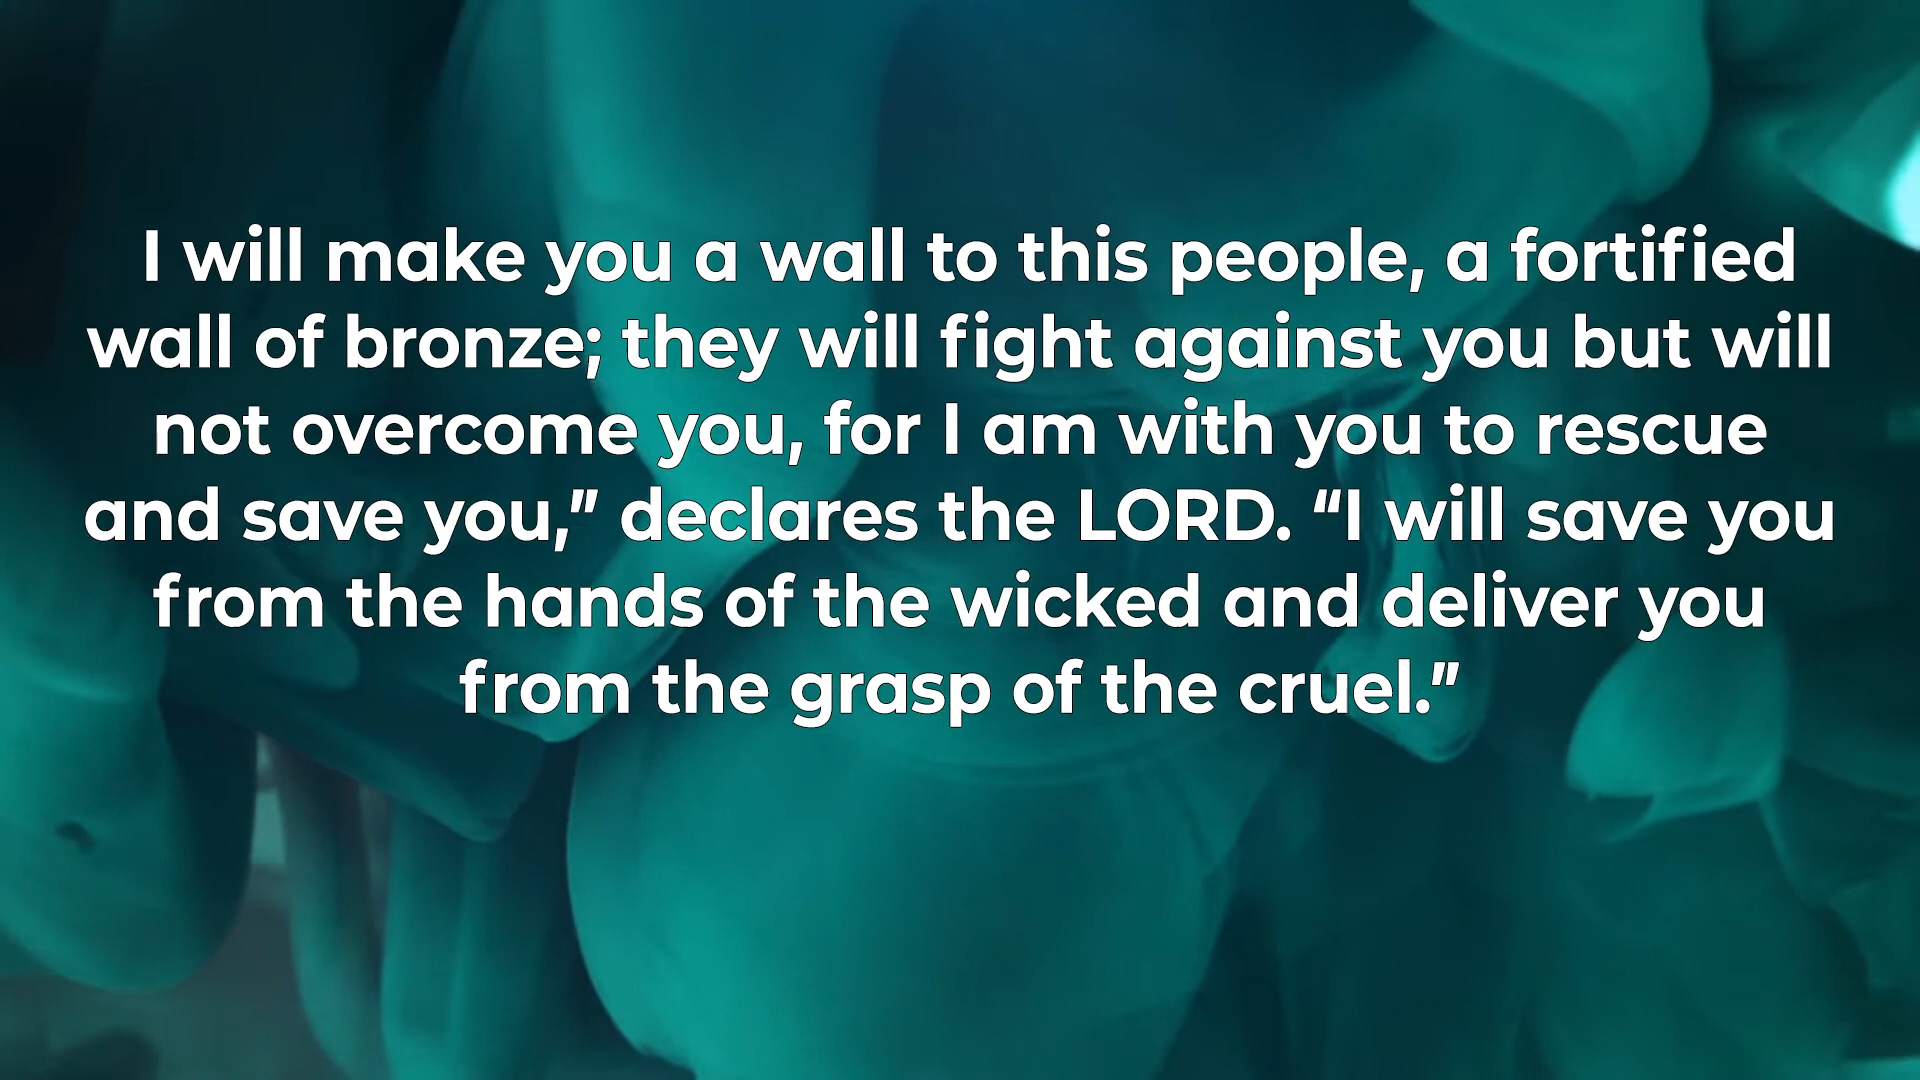 I will make you a wall to this people, a fortified
wall of bronze; they will fight against you but will
not overcome you, for I am with you to rescue
and save you,” declares the LORD. “I will save you
from the hands of the wicked and deliver you
from the grasp of the cruel.”